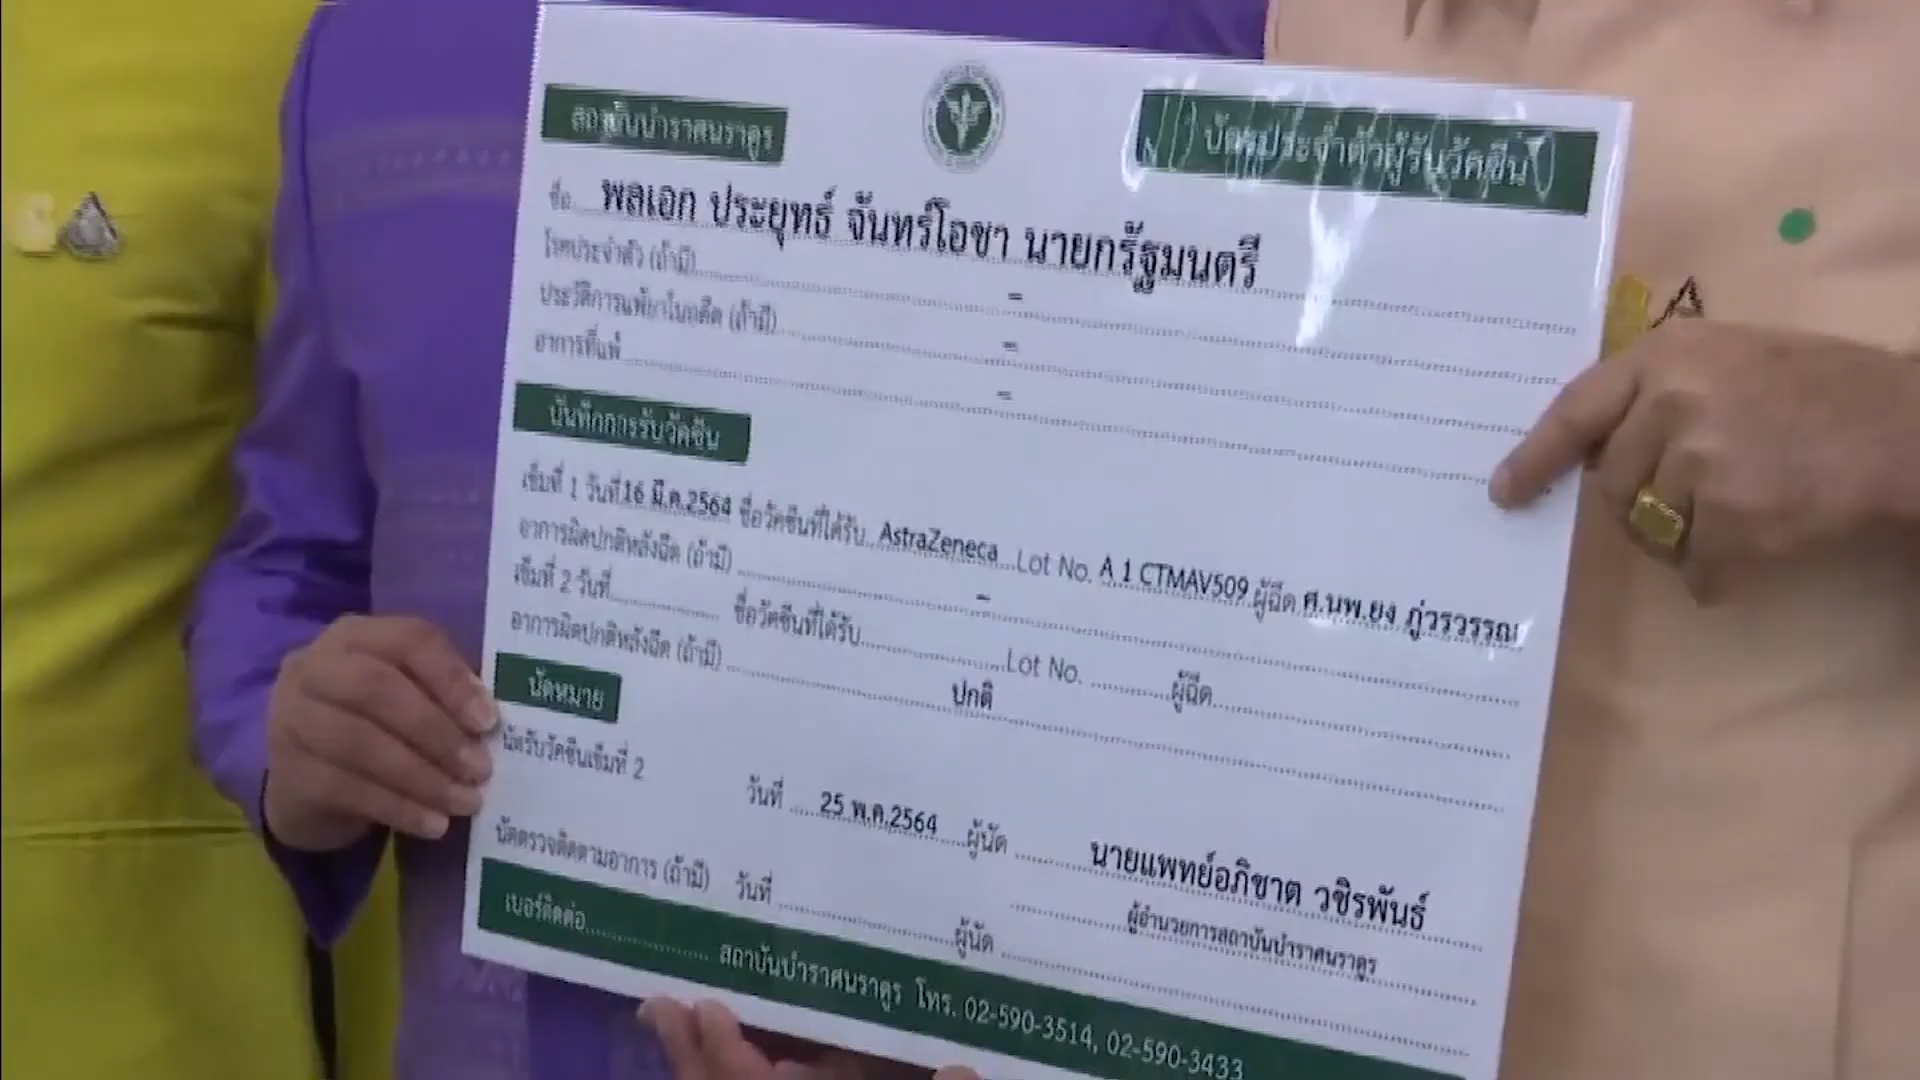 สถาบันบำราศนราดูร
บัตรประจำตัวผู้รับวัคซีน
ชื่อ พลเอก ประยุทธ์ จันทร์โอชา นายกรัฐมนตรี
โรคประจำตัว (ถ้ามี) -
ประวัติการแพ้ยาในอดีต (ถ้ามี) -
อาการที่แพ้ -
บันทึกการรับวัคซีน
เข็มที่ 1 วันที่ 16 มี.ค.2564 ชื่อวัคซีนที่ได้รับ AstraZeneca Lot No. A 1 CTMAV509 ผู้ฉีด ศ.นพ.ยง ภู่วรวรรณ
อาการผิดปกติหลังฉีด (ถ้ามี) -
เข็มที่ 2 วันที่ ชื่อวัคซีนที่ได้รับ Lot No. ผู้ฉีด
อาการผิดปกติหลังฉีด (ถ้ามี) ปกติ
นัดหมาย
นัดรับวัคซีนเข็มที่ 2 วันที่ 25 พ.ค.2564 ผู้นัด นายแพทย์อภิชาต วชิรพันธ์
ผู้อำนวยการสถาบันบำราศนราดูร
นัดตรวจติดตามอาการ (ถ้ามี) วันที่ ผู้นัด
เบอร์ติดต่อ สถาบันบำราศนราดูร โทร. 02-590-3514, 02-590-3433